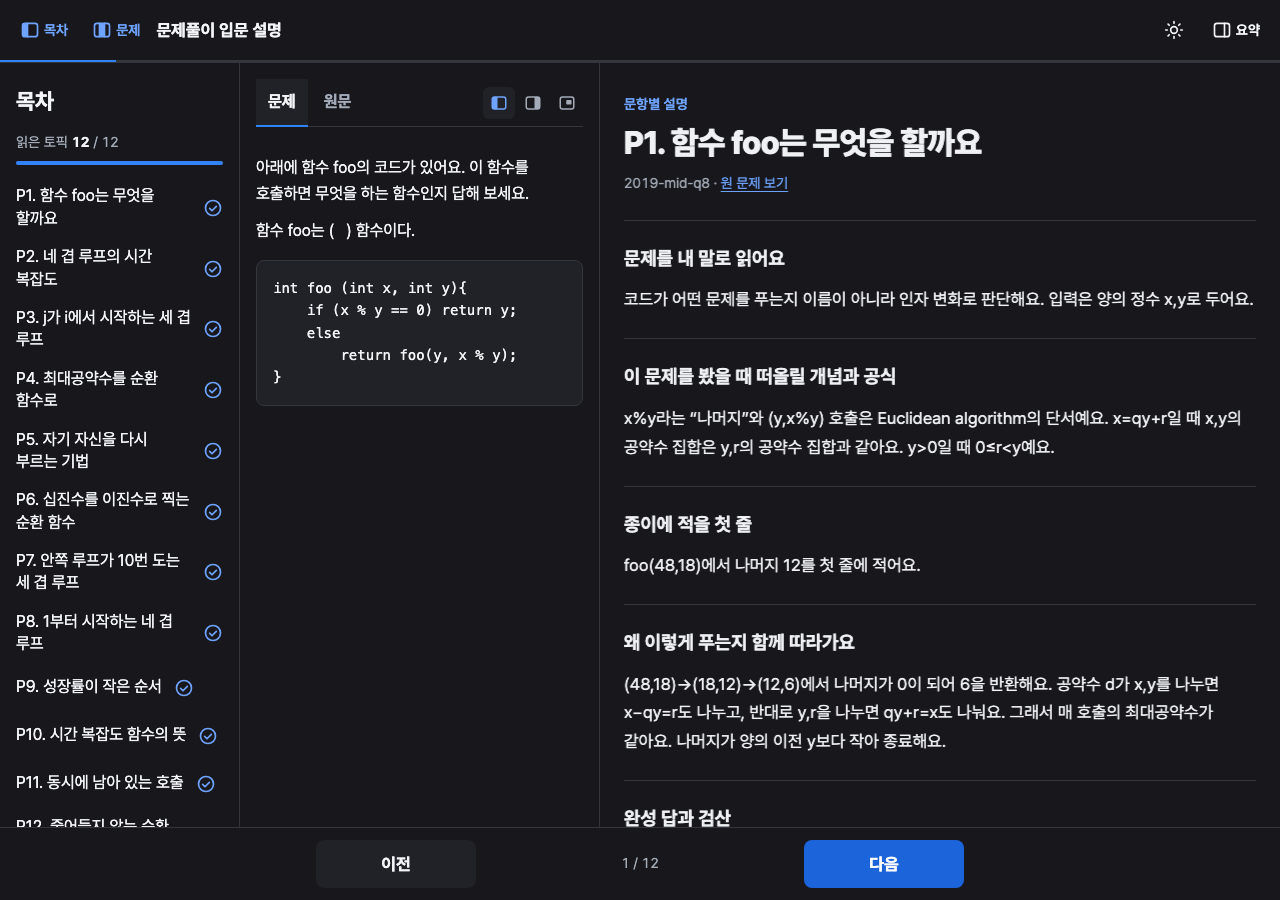 목차
문제
문제풀이 입문 설명
요약
목차
읽은 토픽 12 / 12
P1. 함수 foo는 무엇을
할까요
P2. 네 겹 루프의 시간
복잡도
P3. j가 i에서 시작하는 세 겹
루프
P4. 최대공약수를 순환
함수로
P5. 자기 자신을 다시
부르는 기법
P6. 십진수를 이진수로 찍는
순환 함수
P7. 안쪽 루프가 10번 도는
세 겹 루프
P8. 1부터 시작하는 네 겹
루프
P9. 성장률이 작은 순서
P10. 시간 복잡도 함수의 뜻
P11. 동시에 남아 있는 호출
P12. 줄어들지 않는 순환
문제
원문
아래에 함수 foo의 코드가 있어요. 이 함수를
호출하면 무엇을 하는 함수인지 답해 보세요.
함수 foo는 (   ) 함수이다.
int foo (int x, int y){
    if (x % y == 0) return y;
    else
        return foo(y, x % y);
}
문항별 설명
P1. 함수 foo는 무엇을 할까요
2019-mid-q8 · 원 문제 보기
문제를 내 말로 읽어요
코드가 어떤 문제를 푸는지 이름이 아니라 인자 변화로 판단해요. 입력은 양의 정수 x,y로 두어요.
이 문제를 봤을 때 떠올릴 개념과 공식
x%y라는 “나머지”와 (y,x%y) 호출은 Euclidean algorithm의 단서예요. x=qy+r일 때 x,y의
공약수 집합은 y,r의 공약수 집합과 같아요. y>0일 때 0≤r<y예요.
종이에 적을 첫 줄
foo(48,18)에서 나머지 12를 첫 줄에 적어요.
왜 이렇게 푸는지 함께 따라가요
(48,18)→(18,12)→(12,6)에서 나머지가 0이 되어 6을 반환해요. 공약수 d가 x,y를 나누면
x−qy=r도 나누고, 반대로 y,r을 나누면 qy+r=x도 나눠요. 그래서 매 호출의 최대공약수가
같아요. 나머지가 양의 이전 y보다 작아 종료해요.
완성 답과 검산
이전
1 / 12
다음